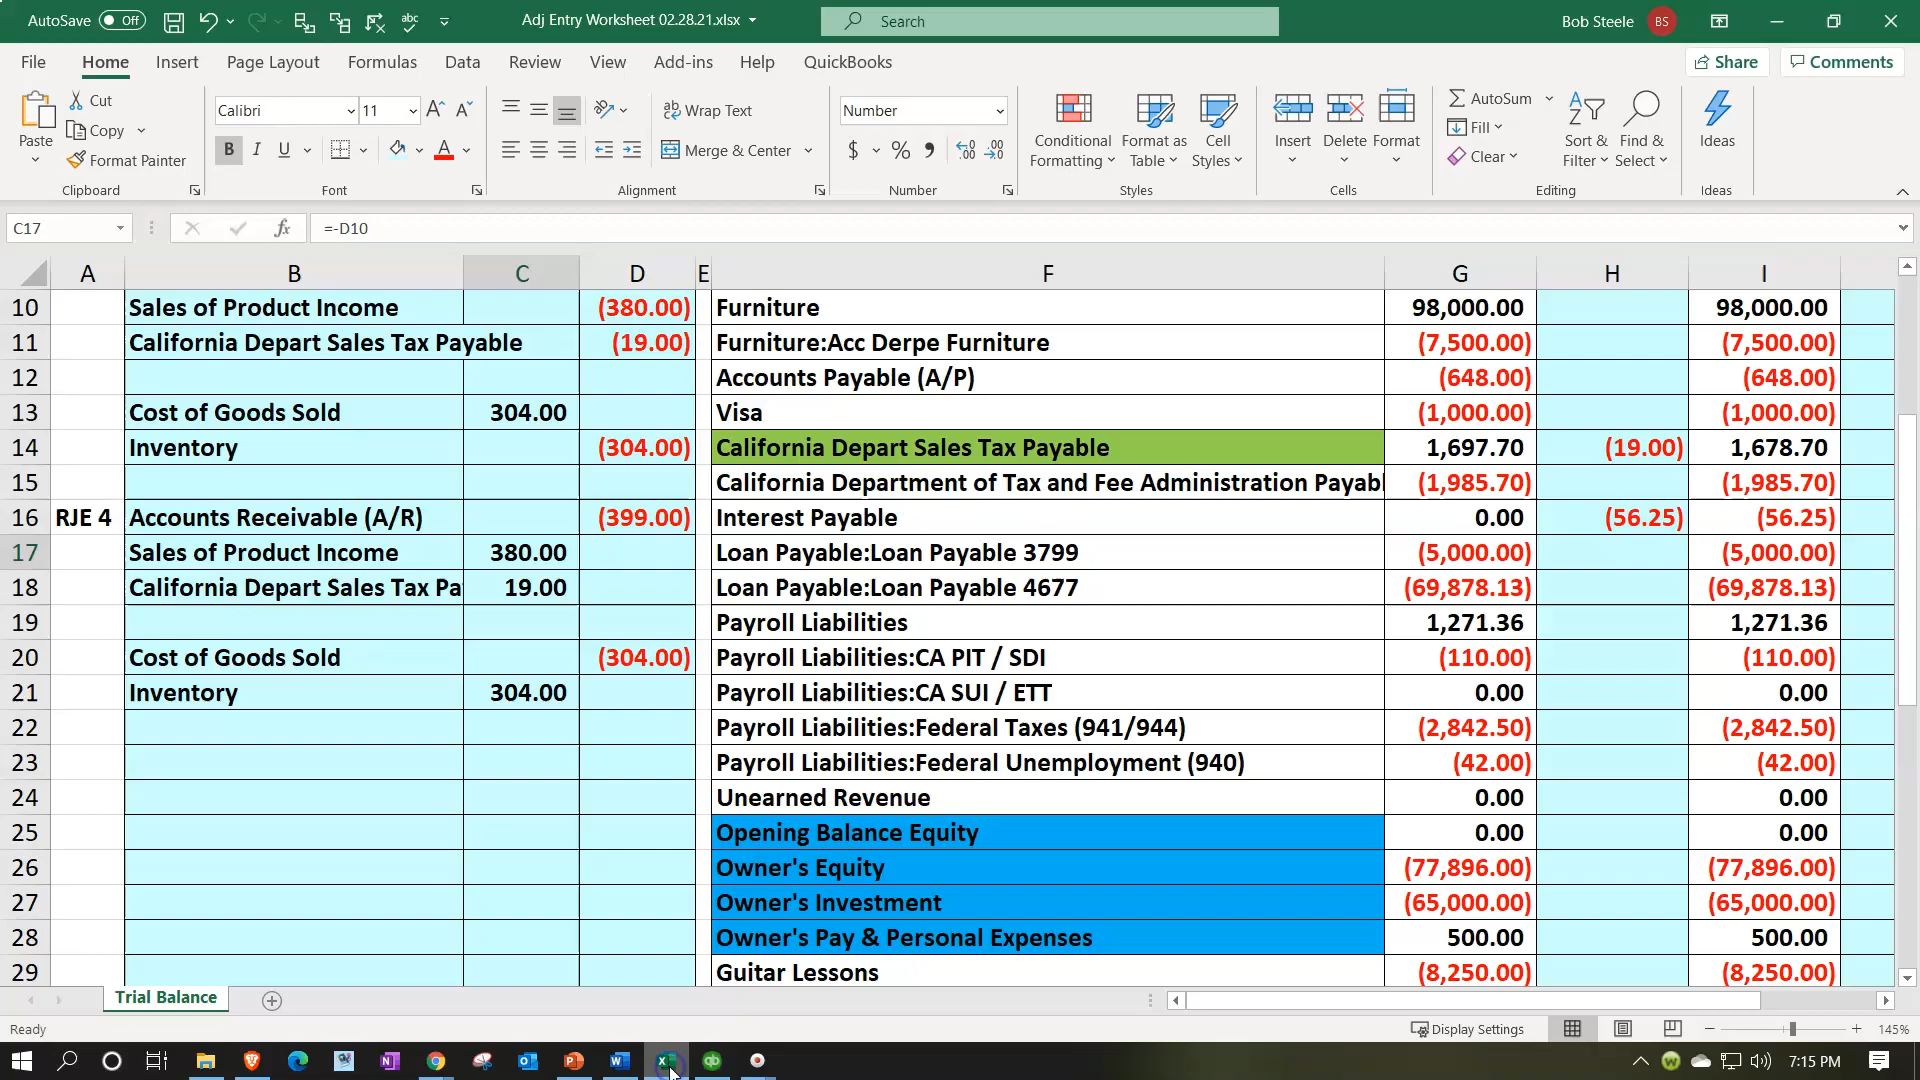 AutoSave Off Adj Entry Worksheet 02.28.21.xlsx Search Bob Steele BS
File Home Insert Page Layout Formulas Data Review View Add-ins Help QuickBooks Share Comments
Paste Cut Copy Format Painter Clipboard
Calibri 11 B I U Font
Wrap Text Merge & Center Alignment
Number $ % Number
Conditional Formatting Format as Table Cell Styles Styles
Insert Delete Format Cells
AutoSum Fill Clear Sort & Filter Find & Select Editing
Ideas Ideas
C17 fx =-D10
A B C D E F G H I
10 Sales of Product Income (380.00) Furniture 98,000.00 98,000.00
11 California Depart Sales Tax Payable (19.00) Furniture:Acc Derpe Furniture (7,500.00) (7,500.00)
12 Accounts Payable (A/P) (648.00) (648.00)
13 Cost of Goods Sold 304.00 Visa (1,000.00) (1,000.00)
14 Inventory (304.00) California Depart Sales Tax Payable 1,697.70 (19.00) 1,678.70
15 California Department of Tax and Fee Administration Payabl (1,985.70) (1,985.70)
16 RJE 4 Accounts Receivable (A/R) (399.00) Interest Payable 0.00 (56.25) (56.25)
17 Sales of Product Income 380.00 Loan Payable:Loan Payable 3799 (5,000.00) (5,000.00)
18 California Depart Sales Tax Pa 19.00 Loan Payable:Loan Payable 4677 (69,878.13) (69,878.13)
19 Payroll Liabilities 1,271.36 1,271.36
20 Cost of Goods Sold (304.00) Payroll Liabilities:CA PIT / SDI (110.00) (110.00)
21 Inventory 304.00 Payroll Liabilities:CA SUI / ETT 0.00 0.00
22 Payroll Liabilities:Federal Taxes (941/944) (2,842.50) (2,842.50)
23 Payroll Liabilities:Federal Unemployment (940) (42.00) (42.00)
24 Unearned Revenue 0.00 0.00
25 Opening Balance Equity 0.00 0.00
26 Owner's Equity (77,896.00) (77,896.00)
27 Owner's Investment (65,000.00) (65,000.00)
28 Owner's Pay & Personal Expenses 500.00 500.00
29 Guitar Lessons (8,250.00) (8,250.00)
Trial Balance
Ready Display Settings 145%
7:15 PM